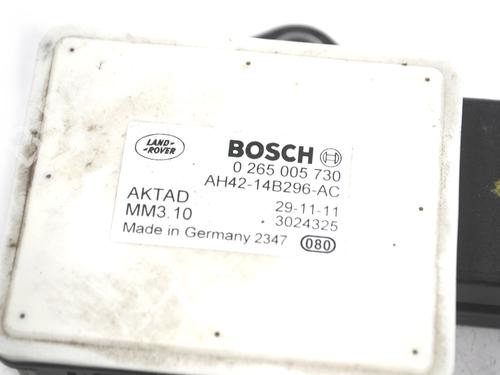 LAND-
ROVER
BOSCH
0 265 005 730
AH42-14B296-AC
AKTAD
29-11-11
MM3.10
3024325
Made in Germany 2347
080